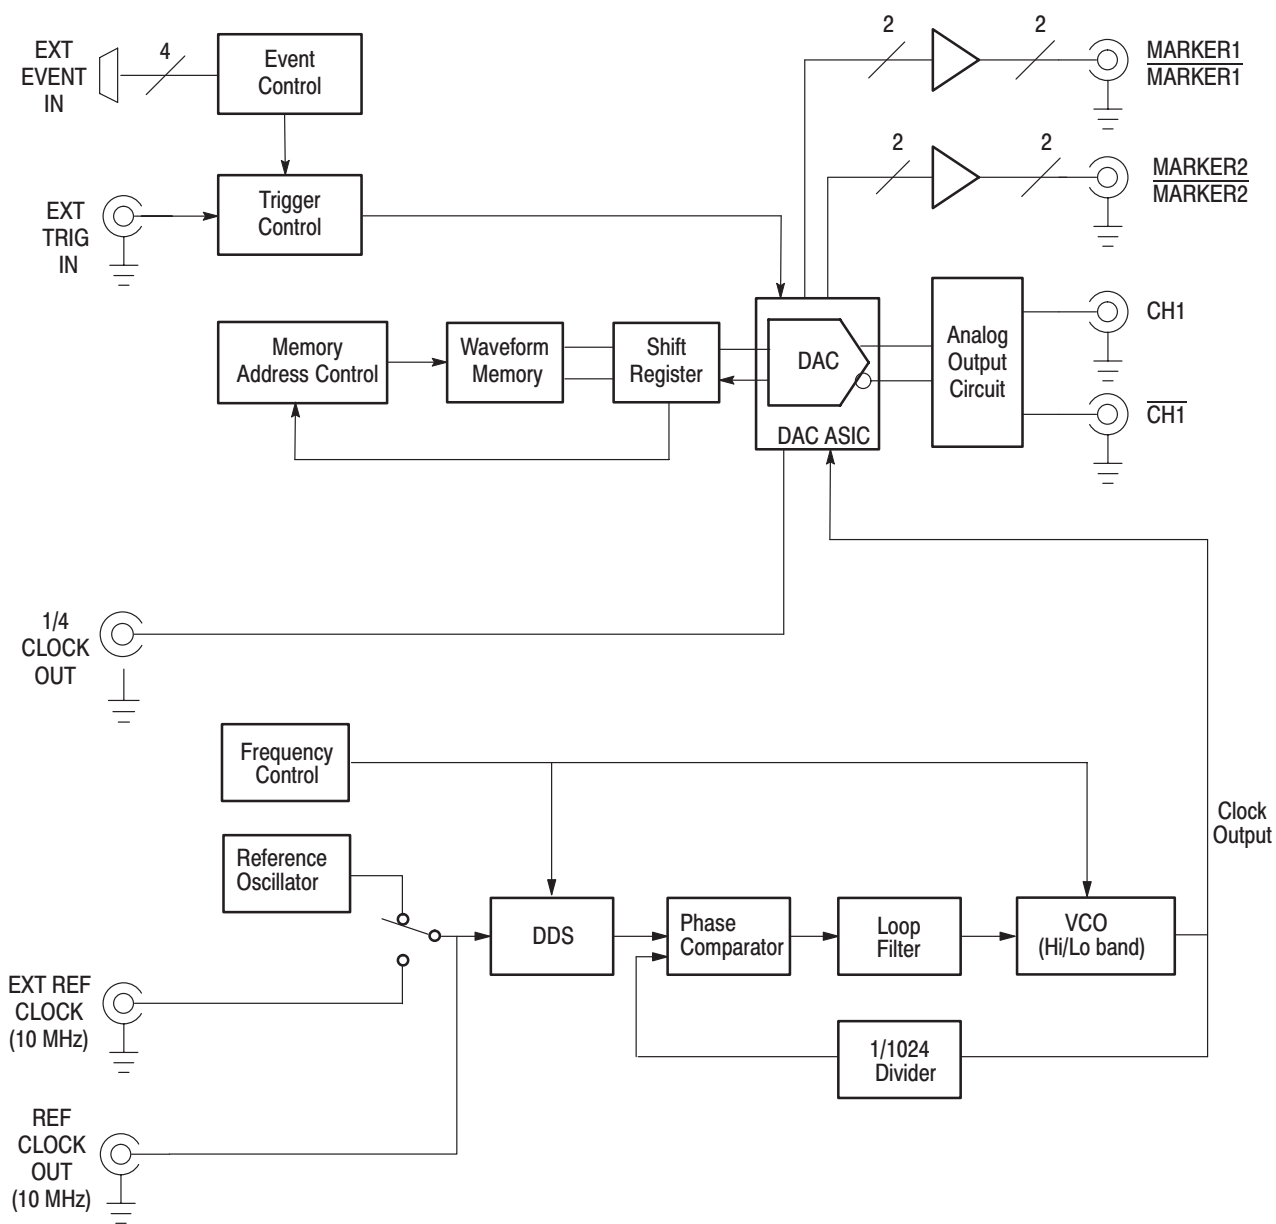 EXT
EVENT
IN
4
Event
Control
2
2
MARKER1
MARKER1
EXT
TRIG
IN
Trigger
Control
2
2
MARKER2
MARKER2
Memory
Address Control
Waveform
Memory
Shift
Register
DAC
DAC ASIC
Analog
Output
Circuit
CH1
CH1
1/4
CLOCK
OUT
Frequency
Control
Clock
Output
Reference
Oscillator
DDS
Phase
Comparator
Loop
Filter
VCO
(Hi/Lo band)
EXT REF
CLOCK
(10 MHz)
1/1024
Divider
REF
CLOCK
OUT
(10 MHz)